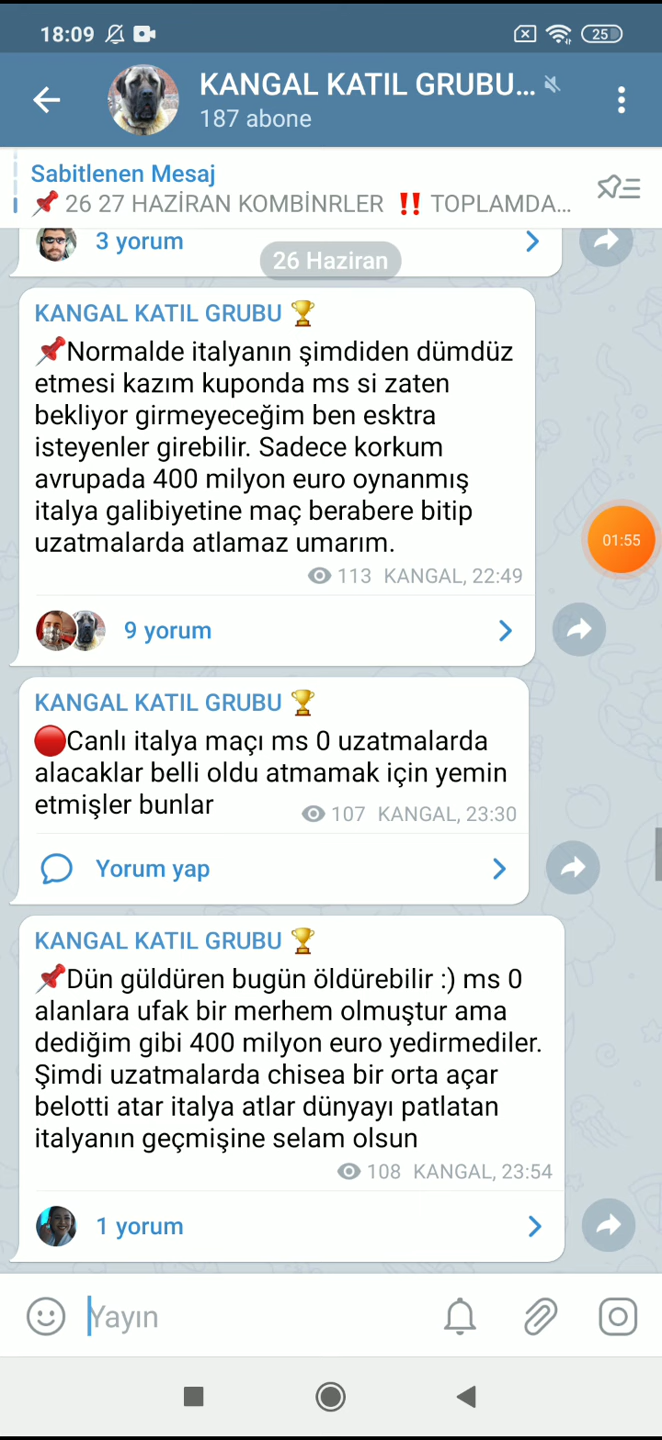 18:09
25
KANGAL KATIL GRUBU...
187 abone
Sabitlenen Mesaj
📌 26 27 HAZİRAN KOMBİNRLER ‼️ TOPLAMDA...
3 yorum
26 Haziran
KANGAL KATIL GRUBU 🏆
📌Normalde italyanın şimdiden dümdüz
etmesi kazım kuponda ms si zaten
bekliyor girmeyeceğim ben esktra
isteyenler girebilir. Sadece korkum
avrupada 400 milyon euro oynanmış
italya galibiyetine maç berabere bitip
uzatmalarda atlamaz umarım.
113 KANGAL, 22:49
01:55
9 yorum
KANGAL KATIL GRUBU 🏆
🔴Canlı italya maçı ms 0 uzatmalarda
alacaklar belli oldu atmamak için yemin
etmişler bunlar
107 KANGAL, 23:30
Yorum yap
KANGAL KATIL GRUBU 🏆
📌Dün güldüren bugün öldürebilir :) ms 0
alanlara ufak bir merhem olmuştur ama
dediğim gibi 400 milyon euro yedirmediler.
Şimdi uzatmalarda chisea bir orta açar
belotti atar italya atlar dünyayı patlatan
italyanın geçmişine selam olsun
108 KANGAL, 23:54
1 yorum
Yayın